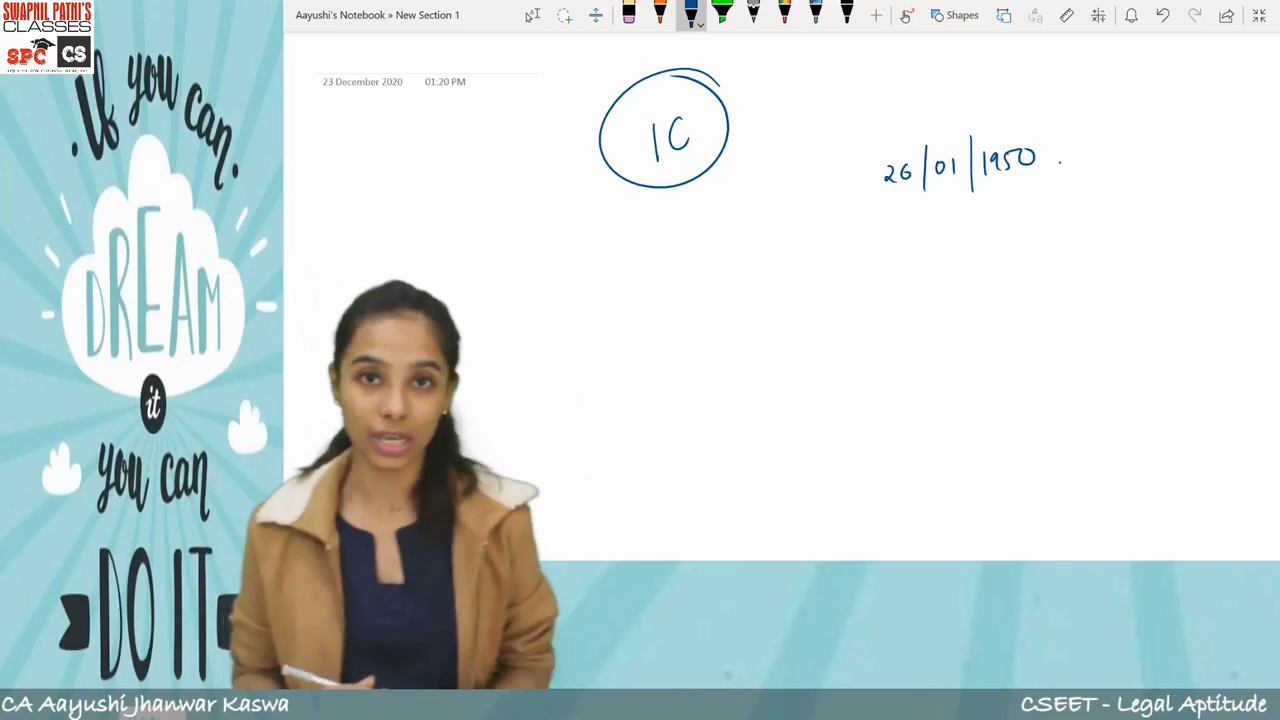 SWAPNIL PATNI'S
CLASSES
SPC CS
Aayushi's Notebook » New Section 1
Shapes
23 December 2020 01:20 PM
IC
26/01/1950
If you can
DREAM
it
you can
DO IT
CA Aayushi Jhanwar Kaswa
CSEET - Legal Aptitude